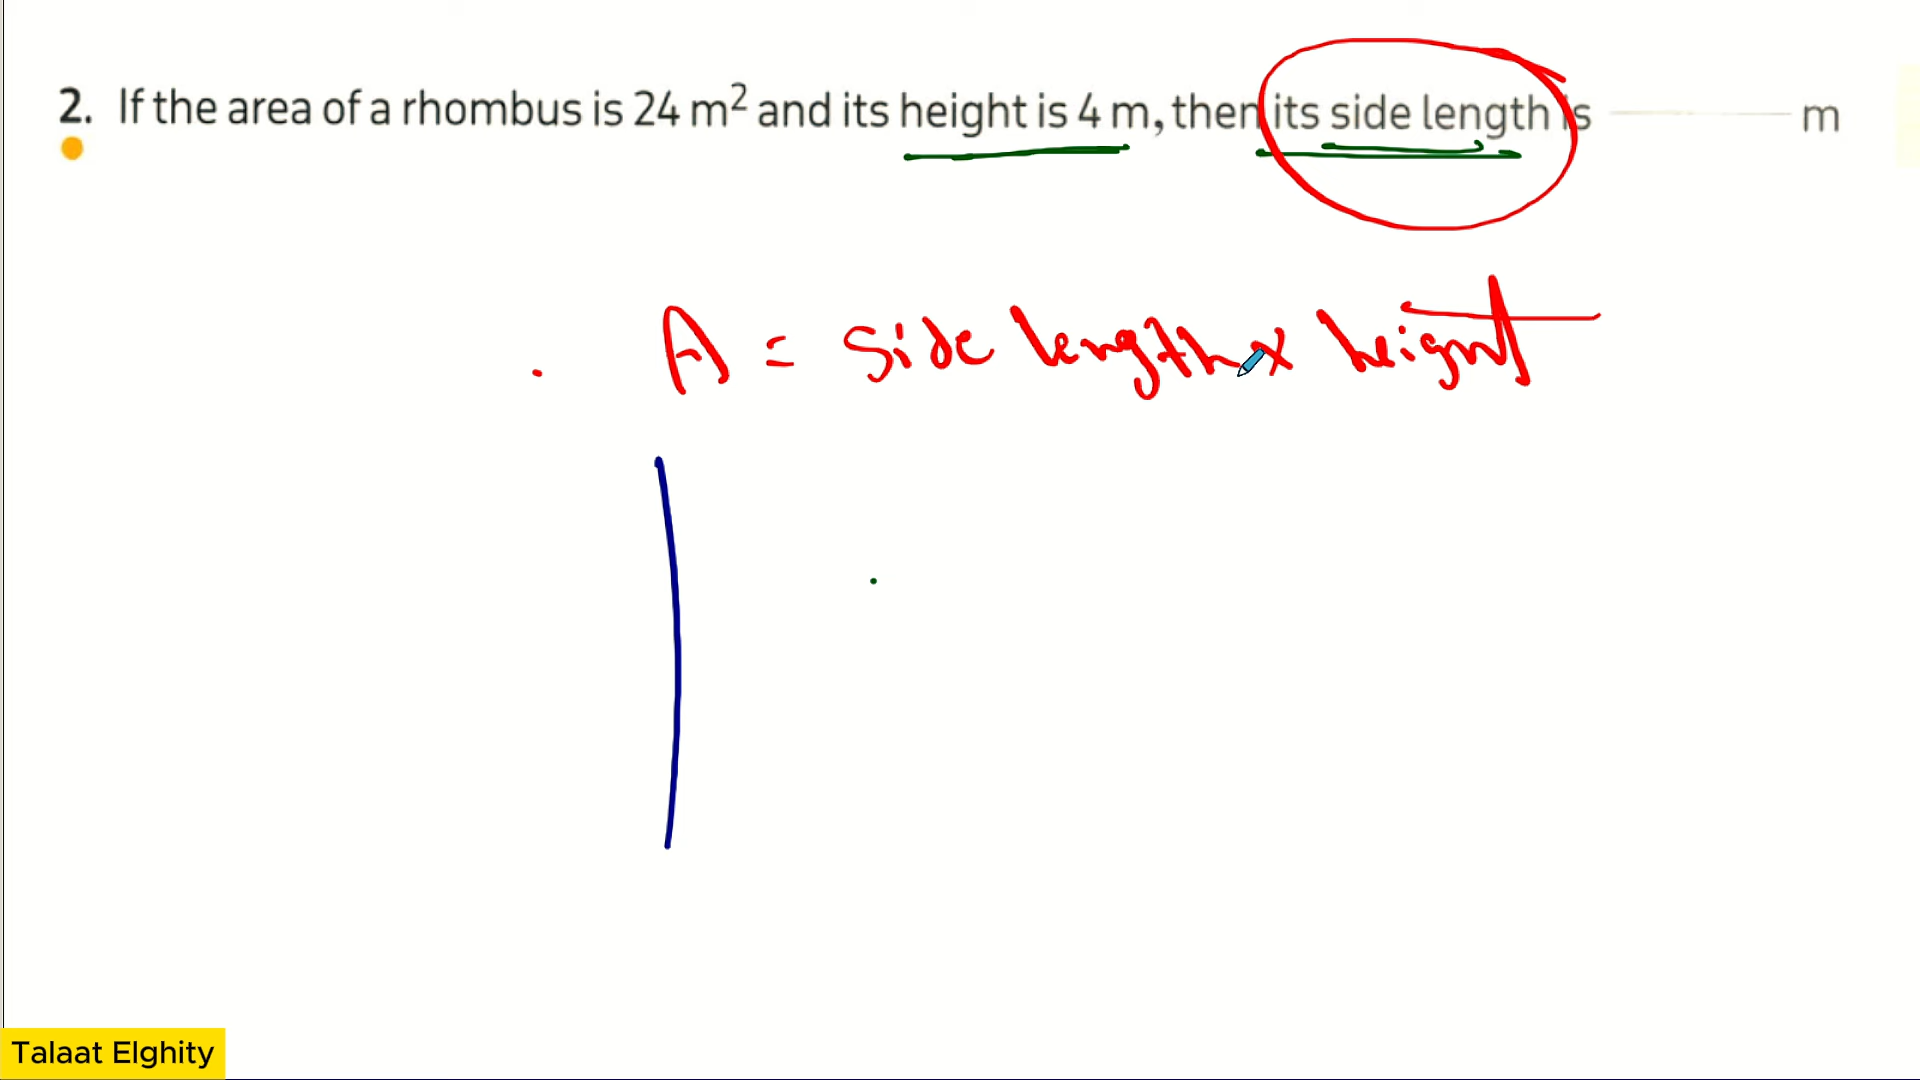 2. If the area of a rhombus is 24 m² and its height is 4 m, then its side length is ________ m
A = side length x height
Talaat Elghity